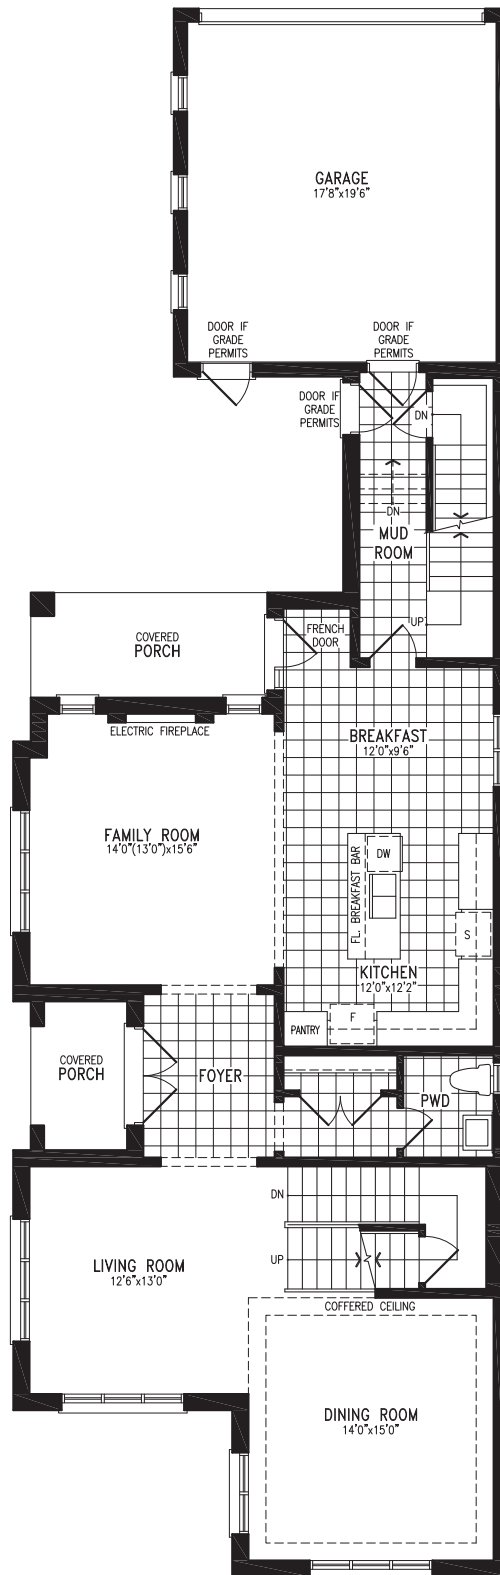 GARAGE
17'8"x19'6"
DOOR IF
GRADE
PERMITS
DOOR IF
GRADE
PERMITS
DOOR IF
GRADE
PERMITS
DN
DN
MUD
ROOM
UP
FRENCH
DOOR
COVERED
PORCH
ELECTRIC FIREPLACE
BREAKFAST
12'0"x9'6"
FAMILY ROOM
14'0"(13'0")x15'6"
FL. BREAKFAST BAR
DW
S
KITCHEN
12'0"x12'2"
F
PANTRY
COVERED
PORCH
FOYER
PWD
DN
UP
LIVING ROOM
12'6"x13'0"
COFFERED CEILING
DINING ROOM
14'0"x15'0"